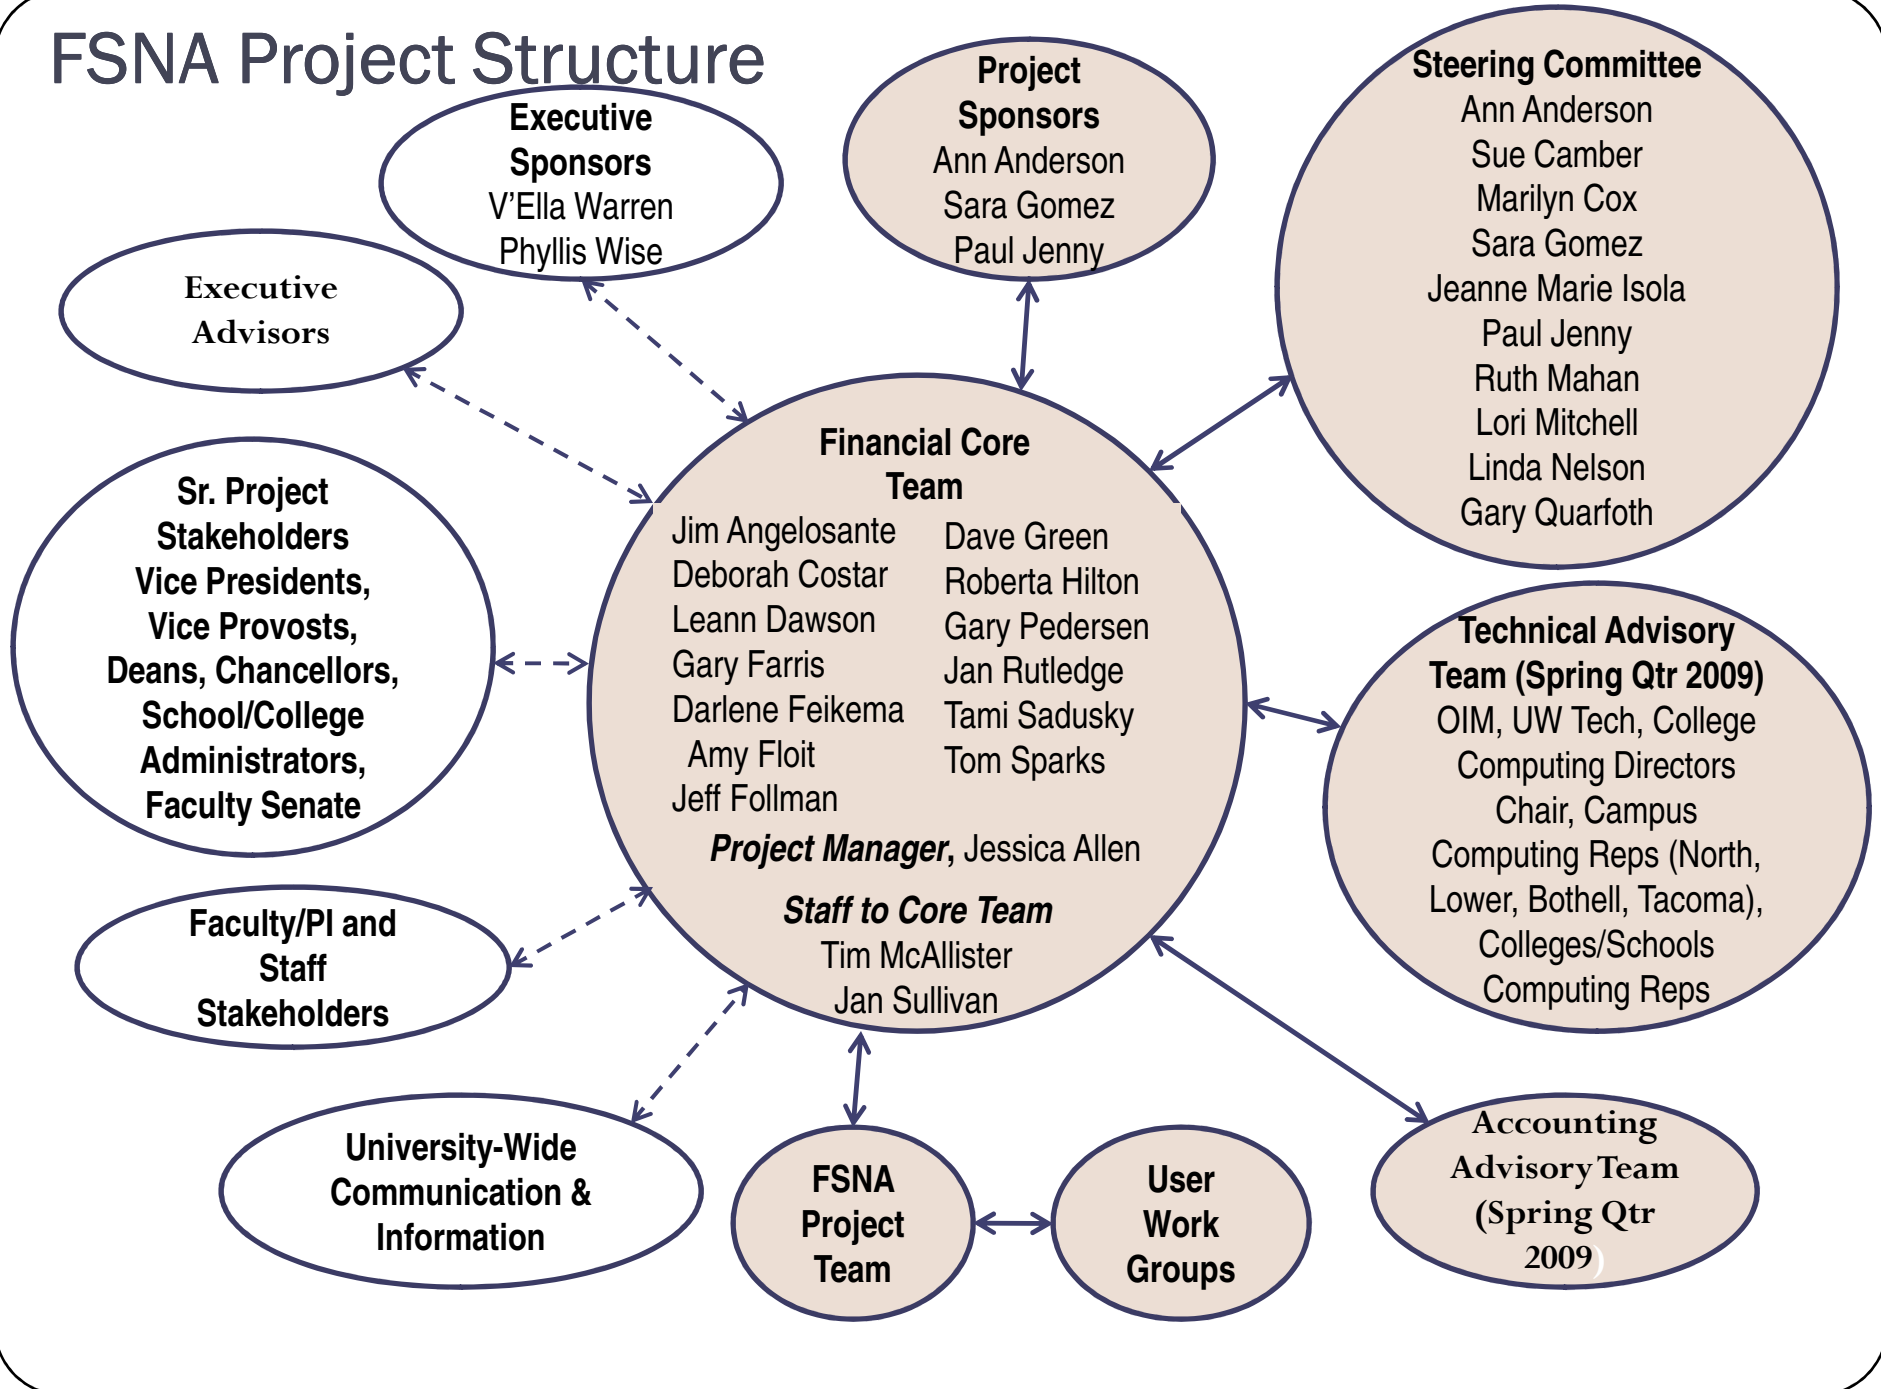 FSNA Project Structure
Executive
Sponsors
V’Ella Warren
Phyllis Wise
Project
Sponsors
Ann Anderson
Sara Gomez
Paul Jenny
Steering Committee
Ann Anderson
Sue Camber
Marilyn Cox
Sara Gomez
Jeanne Marie Isola
Paul Jenny
Ruth Mahan
Lori Mitchell
Linda Nelson
Gary Quarfoth
Executive
Advisors
Financial Core
Team
Jim Angelosante
Deborah Costar
Leann Dawson
Gary Farris
Darlene Feikema
Amy Floit
Jeff Follman
Dave Green
Roberta Hilton
Gary Pedersen
Jan Rutledge
Tami Sadusky
Tom Sparks
Project Manager, Jessica Allen
Staff to Core Team
Tim McAllister
Jan Sullivan
Sr. Project
Stakeholders
Vice Presidents,
Vice Provosts,
Deans, Chancellors,
School/College
Administrators,
Faculty Senate
Technical Advisory
Team (Spring Qtr 2009)
OIM, UW Tech, College
Computing Directors
Chair, Campus
Computing Reps (North,
Lower, Bothell, Tacoma),
Colleges/Schools
Computing Reps
Faculty/PI and
Staff
Stakeholders
University-Wide
Communication &
Information
FSNA
Project
Team
User
Work
Groups
Accounting
Advisory Team
(Spring Qtr
2009)